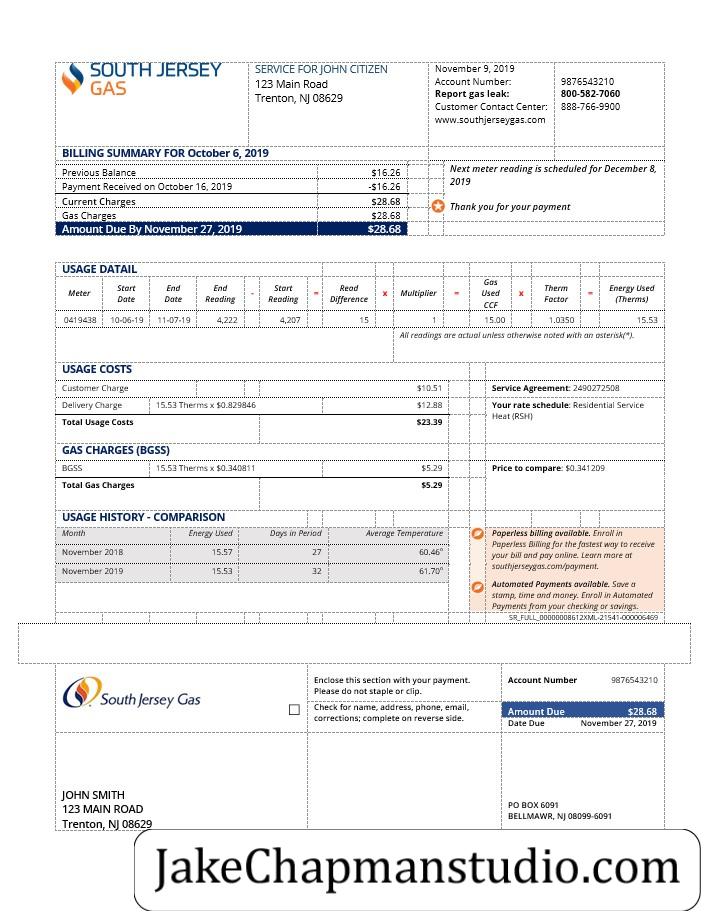 SOUTH JERSEY
GAS
SERVICE FOR JOHN CITIZEN
123 Main Road
Trenton, NJ 08629
November 9, 2019
Account Number: 9876543210
Report gas leak: 800-582-7060
Customer Contact Center: 888-766-9900
www.southjerseygas.com
BILLING SUMMARY FOR October 6, 2019
Previous Balance $16.26
Payment Received on October 16, 2019 -$16.26
Current Charges $28.68
Gas Charges $28.68
Amount Due By November 27, 2019 $28.68
Next meter reading is scheduled for December 8,
2019
Thank you for your payment
USAGE DATAIL
Meter Start Date End Date End Reading - Start Reading = Read Difference x Multiplier = Gas Used CCF x Therm Factor = Energy Used (Therms)
0419438 10-06-19 11-07-19 4,222 4,207 15 1 15.00 1.0350 15.53
All readings are actual unless otherwise noted with an asterisk(*).
USAGE COSTS
Customer Charge $10.51
Delivery Charge 15.53 Therms x $0.829846 $12.88
Total Usage Costs $23.39
Service Agreement: 2490272508
Your rate schedule: Residential Service
Heat (RSH)
GAS CHARGES (BGSS)
BGSS 15.53 Therms x $0.340811 $5.29
Total Gas Charges $5.29
Price to compare: $0.341209
USAGE HISTORY - COMPARISON
Month Energy Used Days in Period Average Temperature
November 2018 15.57 27 60.46°
November 2019 15.53 32 61.70°
Paperless billing available. Enroll in
Paperless Billing for the fastest way to receive
your bill and pay online. Learn more at
southjerseygas.com/payment.
Automated Payments available. Save a
stamp, time and money. Enroll in Automated
Payments from your checking or savings.
SR_FULL_00000008612XML-21541-000006469
South Jersey Gas
Enclose this section with your payment.
Please do not staple or clip.
Check for name, address, phone, email,
corrections; complete on reverse side.
Account Number 9876543210
Amount Due $28.68
Date Due November 27, 2019
JOHN SMITH
123 MAIN ROAD
Trenton, NJ 08629
PO BOX 6091
BELLMAWR, NJ 08099-6091
JakeChapmanstudio.com